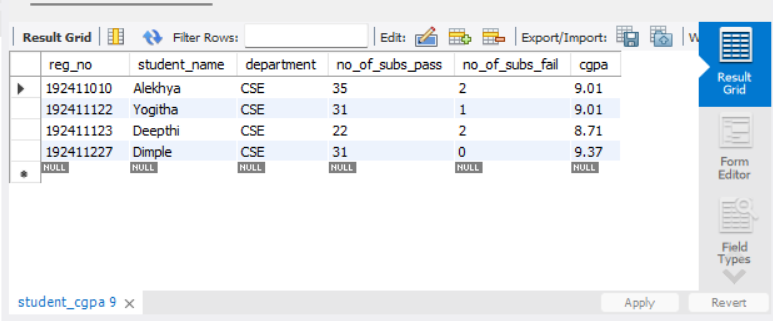 Result Grid Filter Rows: Edit: Export/Import: W
reg_no student_name department no_of_subs_pass no_of_subs_fail cgpa
192411010 Alekhya CSE 35 2 9.01
192411122 Yogitha CSE 31 1 9.01
192411123 Deepthi CSE 22 2 8.71
192411227 Dimple CSE 31 0 9.37
NULL NULL NULL NULL NULL NULL
Result
Grid
Form
Editor
Field
Types
student_cgpa 9
Apply Revert